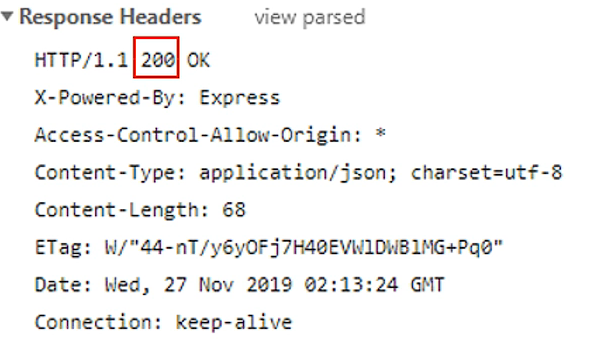 ▼ Response Headers view parsed
HTTP/1.1 200 OK
X-Powered-By: Express
Access-Control-Allow-Origin: *
Content-Type: application/json; charset=utf-8
Content-Length: 68
ETag: W/"44-nT/y6yOFj7H40EVWlDWBlMG+Pq0"
Date: Wed, 27 Nov 2019 02:13:24 GMT
Connection: keep-alive